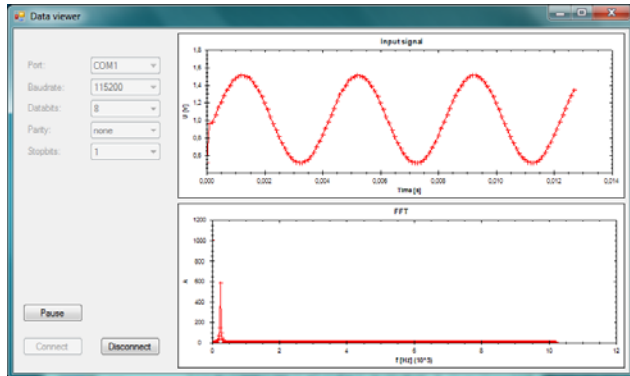 Data viewer
Port: COM1
Baudrate: 115200
Databits: 8
Parity: none
Stopbits: 1
Pause
Connect Disconnect
Input signal
1,8
1,6
1,4
1,2
1,0
0,8
0,6
U [V]
0,000 0,002 0,004 0,006 0,008 0,010 0,012 0,014
Time [s]
FFT
1200
1000
800
600
400
200
0
A
0 2 4 6 8 10 12
f [Hz] (10^3)